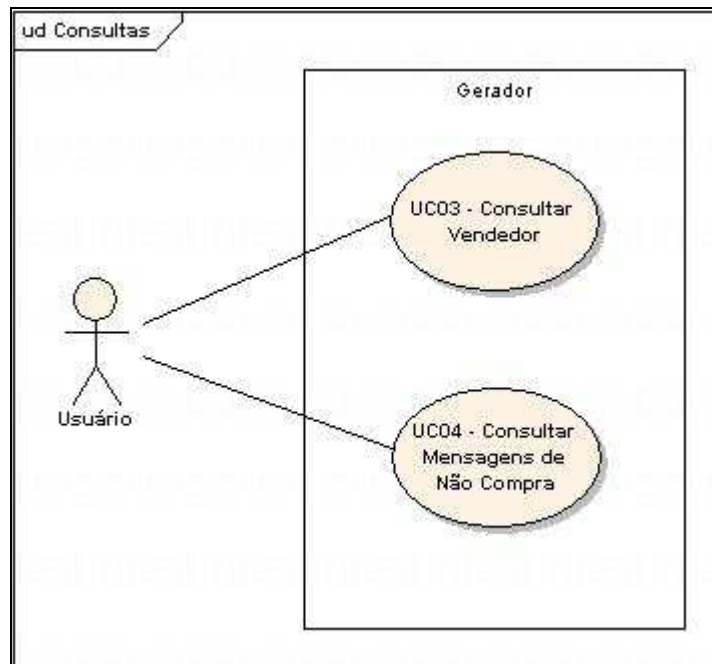 ud Consultas
Gerador
UC03 - Consultar
Vendedor
Usuário
UC04 - Consultar
Mensagens de
Não Compra